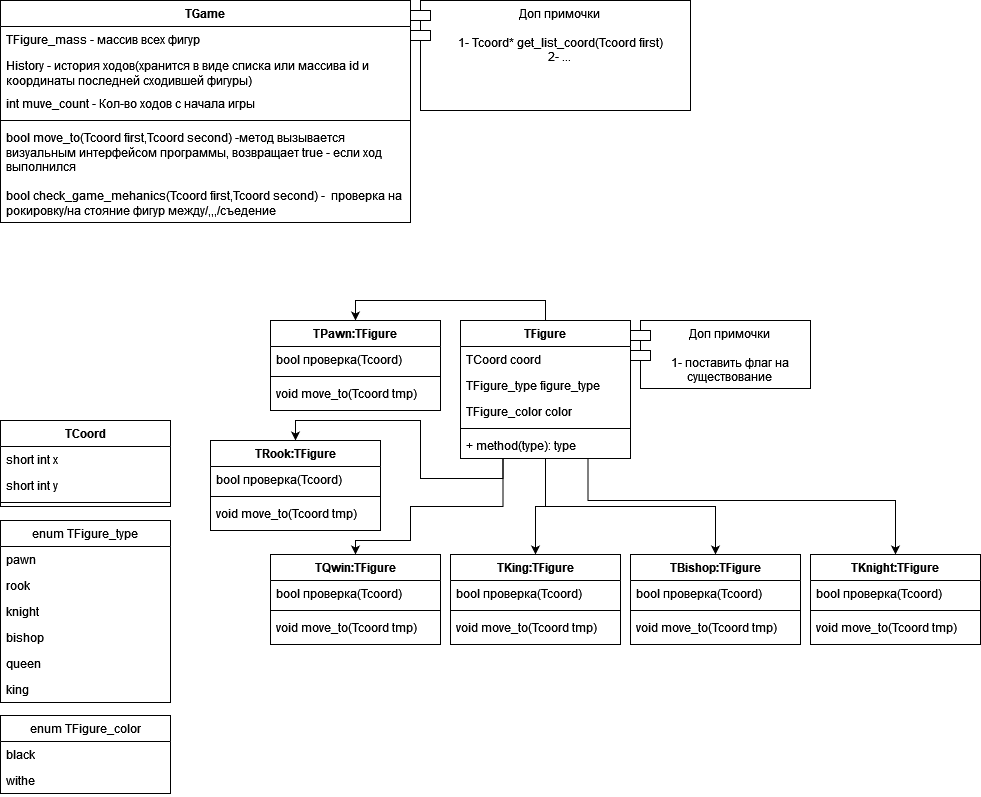 TGame
TFigure_mass - массив всех фигур
History - история ходов(хранится в виде списка или массива id и
координаты последней сходившей фигуры)
int muve_count - Кол-во ходов с начала игры
bool move_to(Tcoord first,Tcoord second) -метод вызывается
визуальным интерфейсом программы, возвращает true - если ход
выполнился
bool check_game_mehanics(Tcoord first,Tcoord second) - проверка на
рокировку/на стояние фигур между/,,,/съедение
Доп примочки
1- Tcoord* get_list_coord(Tcoord first)
2- ...
TPawn:TFigure
bool проверка(Tcoord)
void move_to(Tcoord tmp)
TFigure
TCoord coord
TFigure_type figure_type
TFigure_color color
+ method(type): type
Доп примочки
1- поставить флаг на
существование
TRook:TFigure
bool проверка(Tcoord)
void move_to(Tcoord tmp)
TCoord
short int x
short int y
enum TFigure_type
pawn
rook
knight
bishop
queen
king
enum TFigure_color
black
withe
TQwin:TFigure
bool проверка(Tcoord)
void move_to(Tcoord tmp)
TKing:TFigure
bool проверка(Tcoord)
void move_to(Tcoord tmp)
TBishop:TFigure
bool проверка(Tcoord)
void move_to(Tcoord tmp)
TKnight:TFigure
bool проверка(Tcoord)
void move_to(Tcoord tmp)